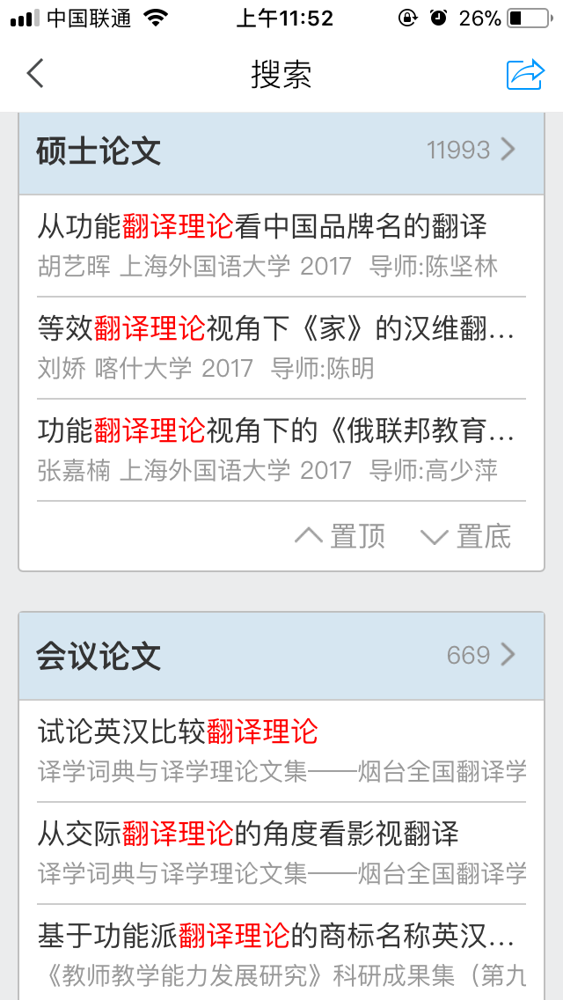 中国联通 上午11:52 26%
搜索
硕士论文 11993
从功能翻译理论看中国品牌名的翻译
胡艺晖 上海外国语大学 2017 导师:陈坚林
等效翻译理论视角下《家》的汉维翻...
刘娇 喀什大学 2017 导师:陈明
功能翻译理论视角下的《俄联邦教育...
张嘉楠 上海外国语大学 2017 导师:高少萍
置顶 置底
会议论文 669
试论英汉比较翻译理论
译学词典与译学理论文集——烟台全国翻译学
从交际翻译理论的角度看影视翻译
译学词典与译学理论文集——烟台全国翻译学
基于功能派翻译理论的商标名称英汉...
《教师教学能力发展研究》科研成果集（第九